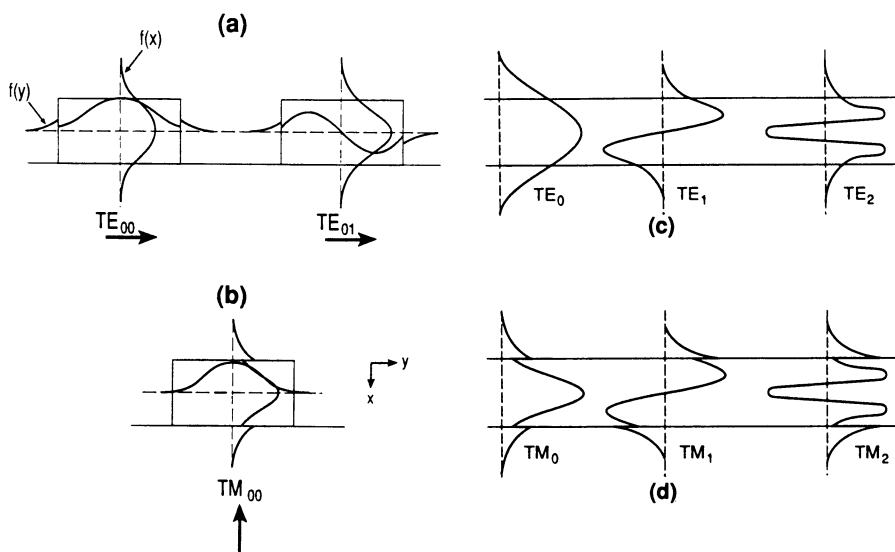 (a)
f(x)
f(y)
TE₀₀
TE₀₁
(b)
y
x
TM₀₀
TE₀
TE₁
TE₂
(c)
TM₀
TM₁
TM₂
(d)